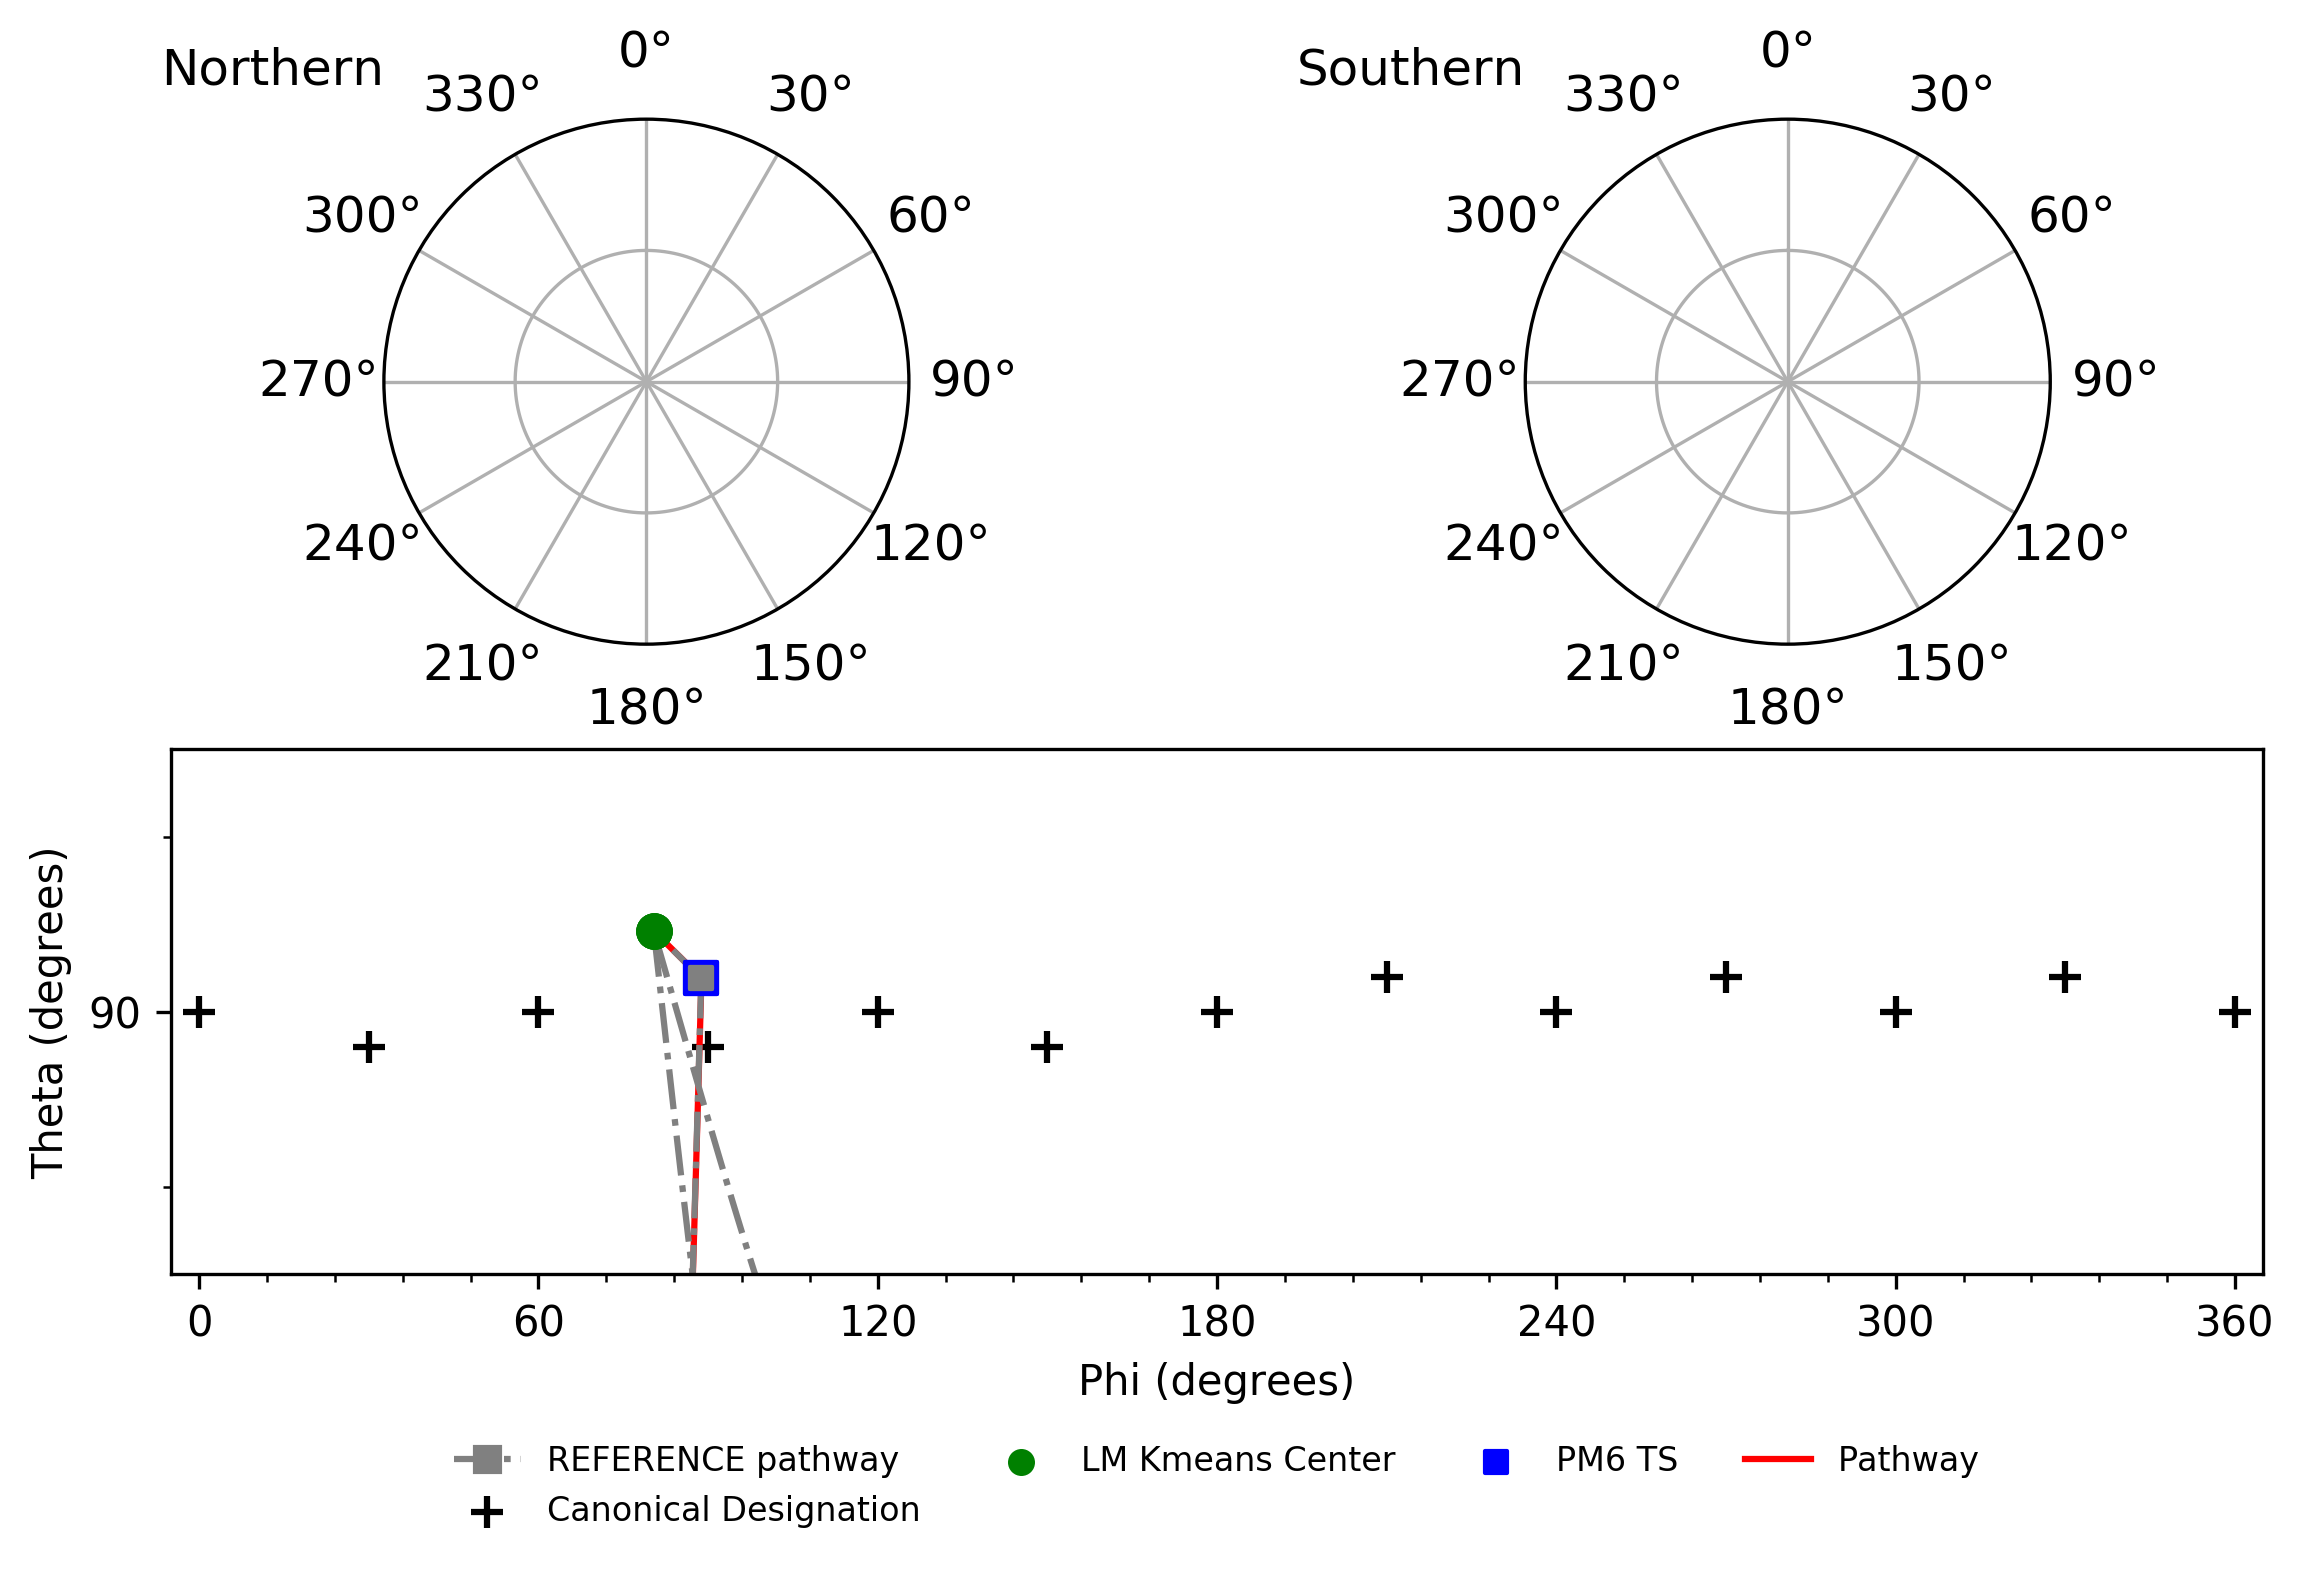 Northern
0°
30°
60°
90°
120°
150°
180°
210°
240°
270°
300°
330°
Southern
0°
30°
60°
90°
120°
150°
180°
210°
240°
270°
300°
330°
Theta (degrees)
90
0 60 120 180 240 300 360
Phi (degrees)
REFERENCE pathway
Canonical Designation
LM Kmeans Center
PM6 TS
Pathway